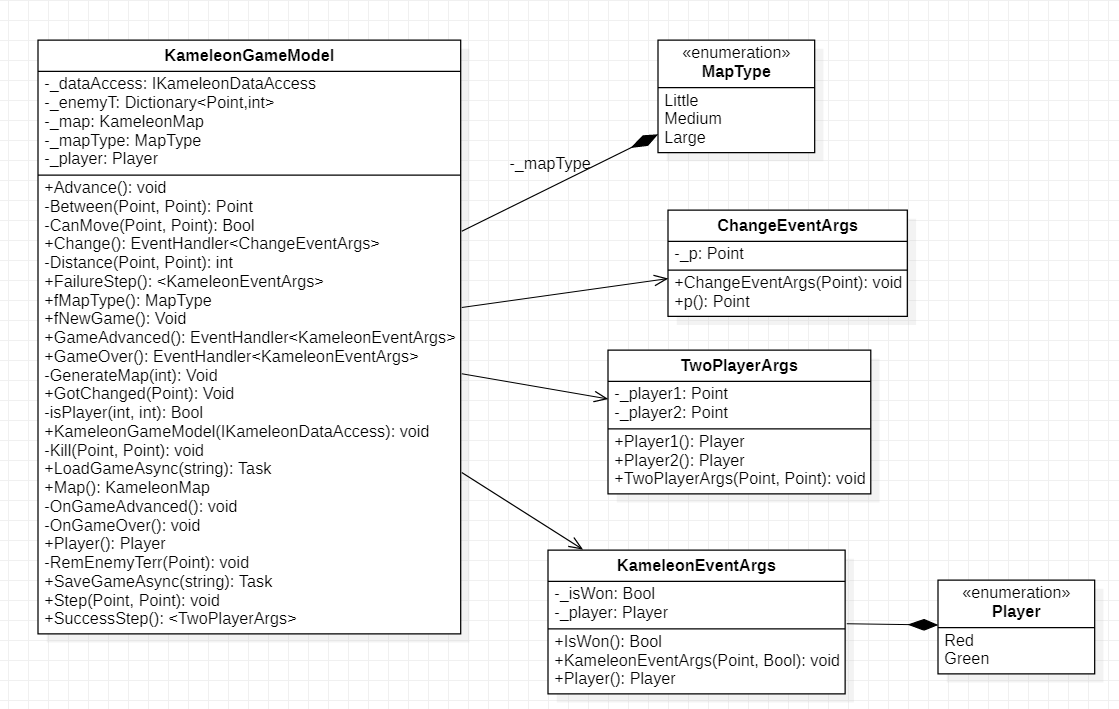 KameleonGameModel
-_dataAccess: IKameleonDataAccess
-_enemyT: Dictionary<Point,int>
-_map: KameleonMap
-_mapType: MapType
-_player: Player
+Advance(): void
-Between(Point, Point): Point
-CanMove(Point, Point): Bool
+Change(): EventHandler<ChangeEventArgs>
-Distance(Point, Point): int
+FailureStep(): <KameleonEventArgs>
+fMapType(): MapType
+fNewGame(): Void
+GameAdvanced(): EventHandler<KameleonEventArgs>
+GameOver(): EventHandler<KameleonEventArgs>
-GenerateMap(int): Void
+GotChanged(Point): Void
-isPlayer(int, int): Bool
+KameleonGameModel(IKameleonDataAccess): void
-Kill(Point, Point): void
+LoadGameAsync(string): Task
+Map(): KameleonMap
-OnGameAdvanced(): void
-OnGameOver(): void
+Player(): Player
-RemEnemyTerr(Point): void
+SaveGameAsync(string): Task
+Step(Point, Point): void
+SuccessStep(): <TwoPlayerArgs>
-_mapType
«enumeration»
MapType
Little
Medium
Large
ChangeEventArgs
-_p: Point
+ChangeEventArgs(Point): void
+p(): Point
TwoPlayerArgs
-_player1: Point
-_player2: Point
+Player1(): Player
+Player2(): Player
+TwoPlayerArgs(Point, Point): void
KameleonEventArgs
-_isWon: Bool
-_player: Player
+IsWon(): Bool
+KameleonEventArgs(Point, Bool): void
+Player(): Player
«enumeration»
Player
Red
Green